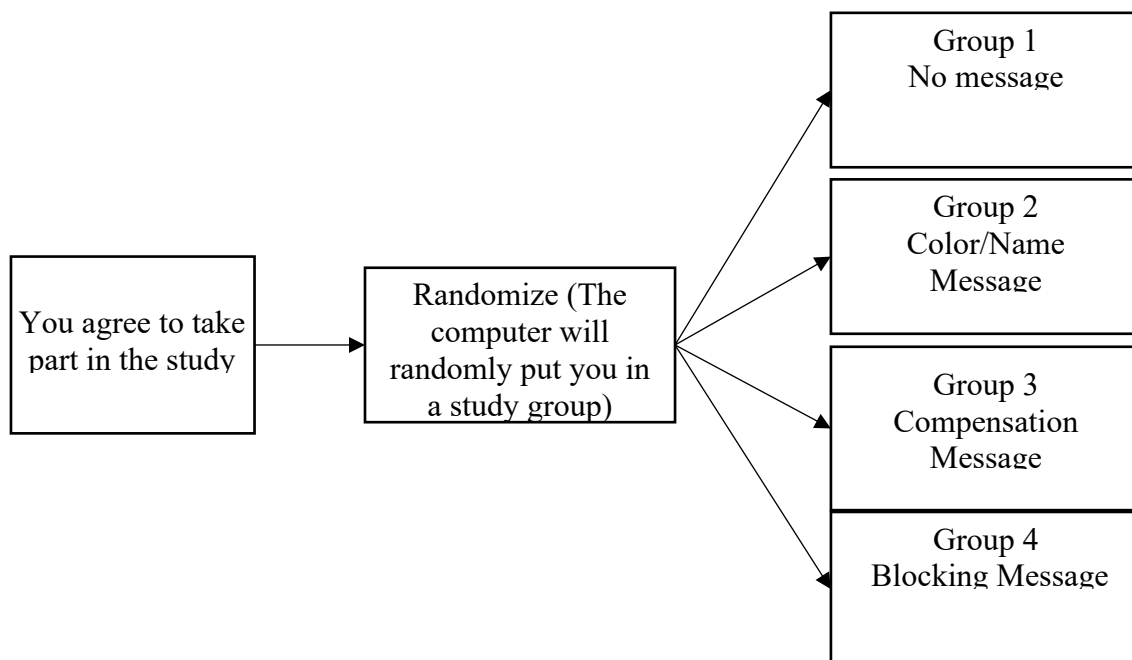 You agree to take
part in the study
Randomize (The
computer will
randomly put you in
a study group)
Group 1
No message
Group 2
Color/Name
Message
Group 3
Compensation
Message
Group 4
Blocking Message